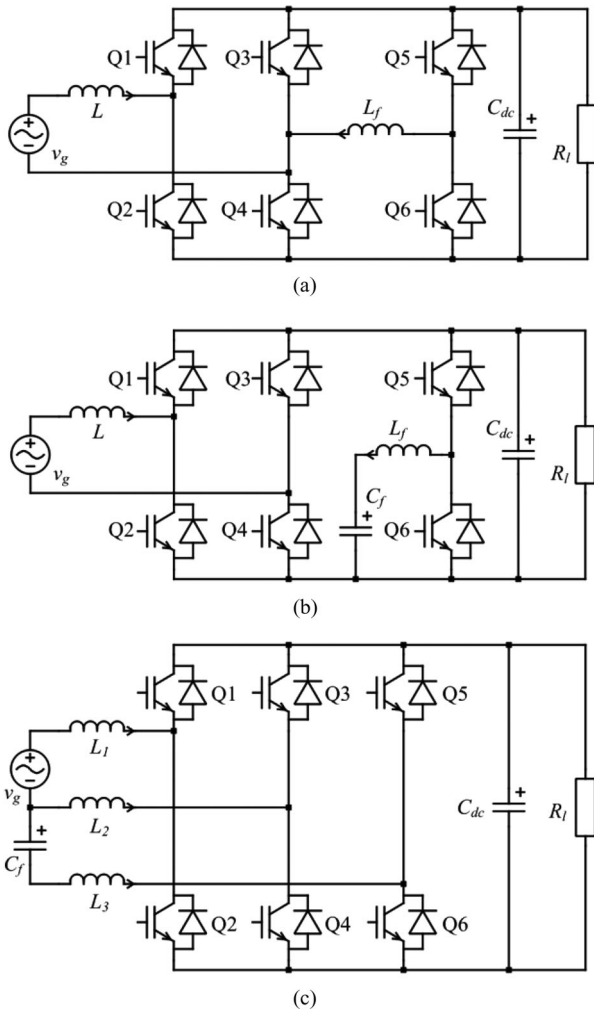 Q1 Q3 Q5
L
v_g
L_f
C_dc +
R_l
Q2 Q4 Q6
(a)
Q1 Q3 Q5
L
v_g
L_f
C_f +
C_dc +
R_l
Q2 Q4 Q6
(b)
Q1 Q3 Q5
L_1
v_g
L_2
C_f +
L_3
C_dc +
R_l
Q2 Q4 Q6
(c)